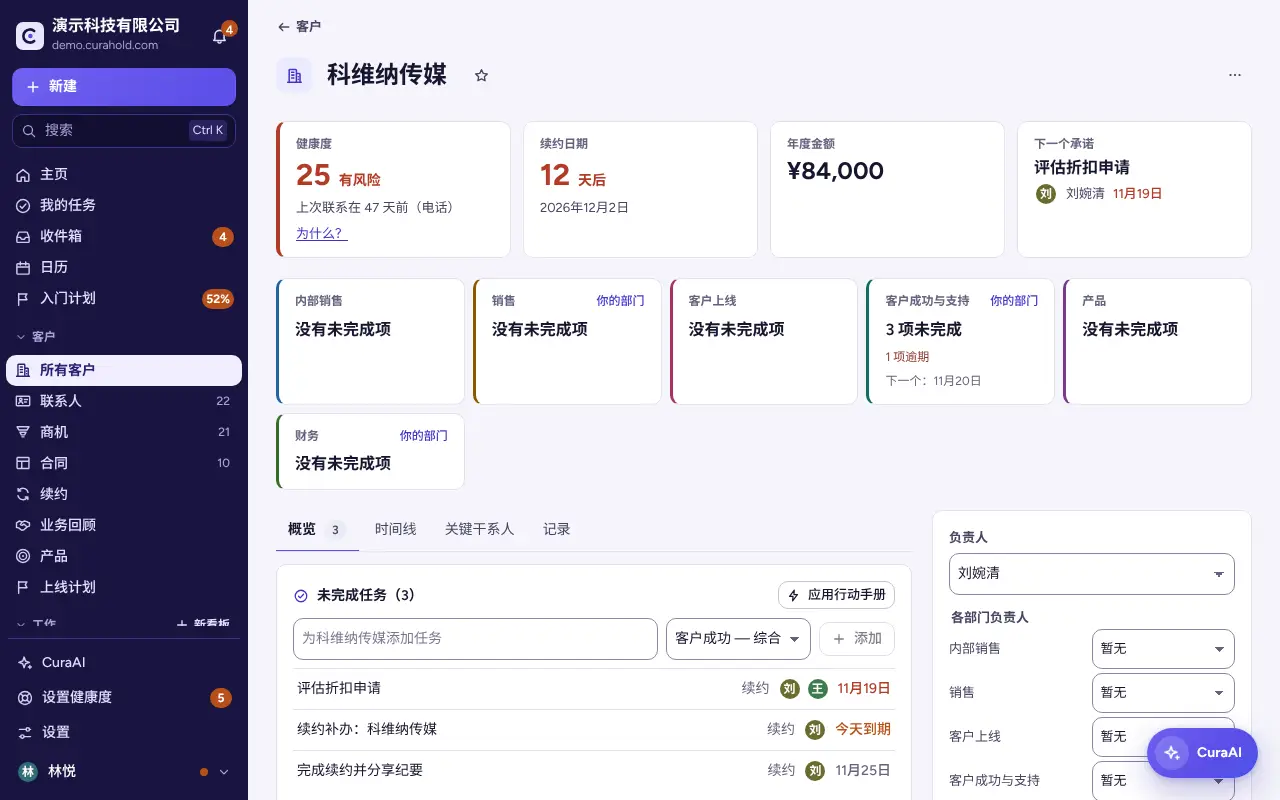 演示科技有限公司
demo.curahold.com
4
新建
搜索 Ctrl K
主页
我的任务
收件箱 4
日历
入门计划 52%
客户
所有客户
联系人 22
商机 21
合同 10
续约
业务回顾
产品
上线计划
工作 新看板
CuraAI
设置健康度 5
设置
林 林悦
客户
科维纳传媒
健康度
25 有风险
上次联系在 47 天前（电话）
为什么？
续约日期
12 天后
2026年12月2日
年度金额
¥84,000
下一个承诺
评估折扣申请
刘 刘婉清 11月19日
内部销售
没有未完成项
销售 你的部门
没有未完成项
客户上线
没有未完成项
客户成功与支持 你的部门
3 项未完成
1 项逾期
下一个：11月20日
产品
没有未完成项
财务 你的部门
没有未完成项
概览 3 时间线 关键干系人 记录
未完成任务（3） 应用行动手册
为科维纳传媒添加任务 客户成功 — 综合 添加
评估折扣申请 续约 刘 王 11月19日
续约补办：科维纳传媒 续约 刘 今天到期
完成续约并分享纪要 续约 刘 11月25日
负责人
刘婉清
各部门负责人
内部销售 暂无
销售 暂无
客户上线 暂无
客户成功与支持 暂无
CuraAI